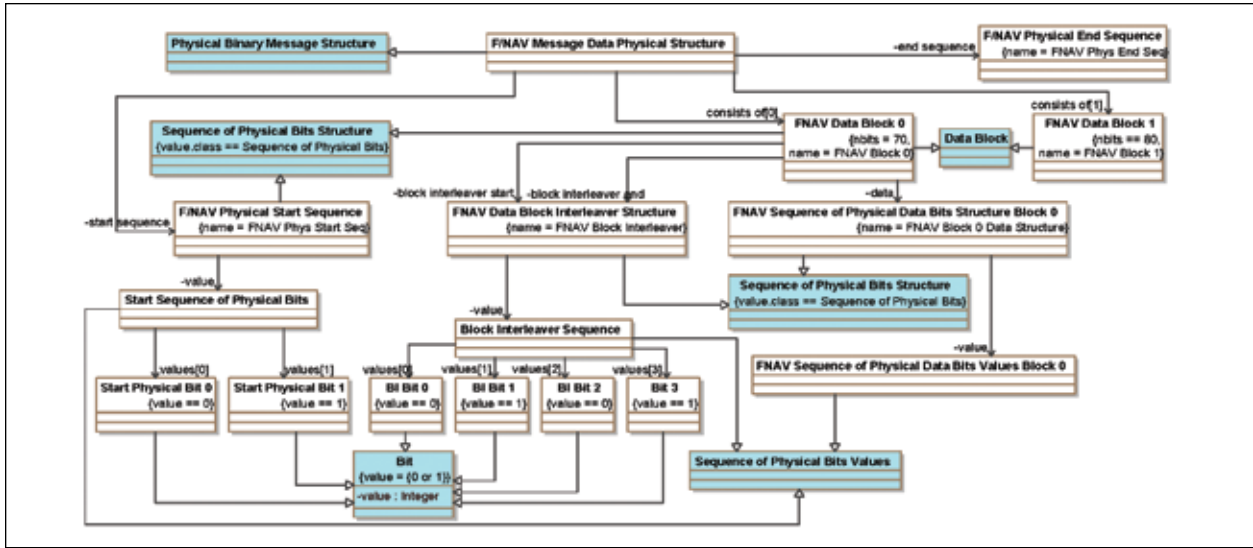 Physical Binary Message Structure
F/NAV Message Data Physical Structure
F/NAV Physical End Sequence
{name = FNAV Phys End Seq}
-end sequence
consists of[0]
consists of[1]
Sequence of Physical Bits Structure
{value.class == Sequence of Physical Bits}
FNAV Data Block 0
{nbits = 70,
name = FNAV Block 0}
Data Block
FNAV Data Block 1
{nbits == 80,
name = FNAV Block 1}
-block interleaver start
-block interleaver end
-data
-start sequence
F/NAV Physical Start Sequence
{name = FNAV Phys Start Seq}
FNAV Data Block Interleaver Structure
{name = FNAV Block Interleaver}
FNAV Sequence of Physical Data Bits Structure Block 0
{name = FNAV Block 0 Data Structure}
-value
Start Sequence of Physical Bits
-value
Sequence of Physical Bits Structure
{value.class == Sequence of Physical Bits}
Block Interleaver Sequence
-value
values[0]
values[1]
values[0]
values[1]
values[2]
values[3]
FNAV Sequence of Physical Data Bits Values Block 0
Start Physical Bit 0
{value == 0}
Start Physical Bit 1
{value == 1}
BI Bit 0
{value == 0}
BI Bit 1
{value == 1}
BI Bit 2
{value == 0}
Bit 3
{value == 1}
Bit
{value = {0 or 1}}
-value : Integer
Sequence of Physical Bits Values